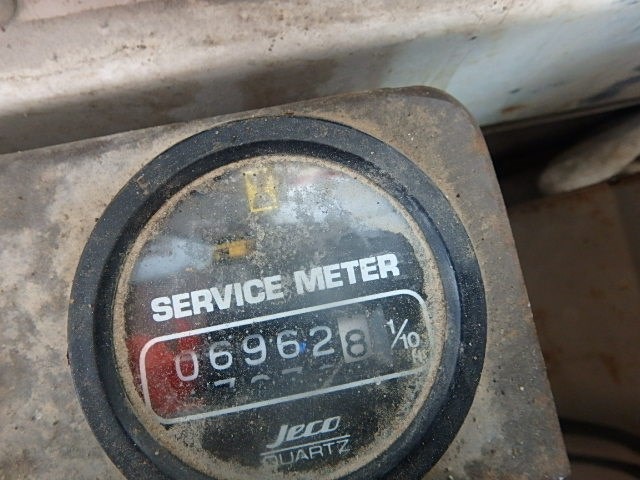 SERVICE METER
069628 1/10
Jeco
QUARTZ